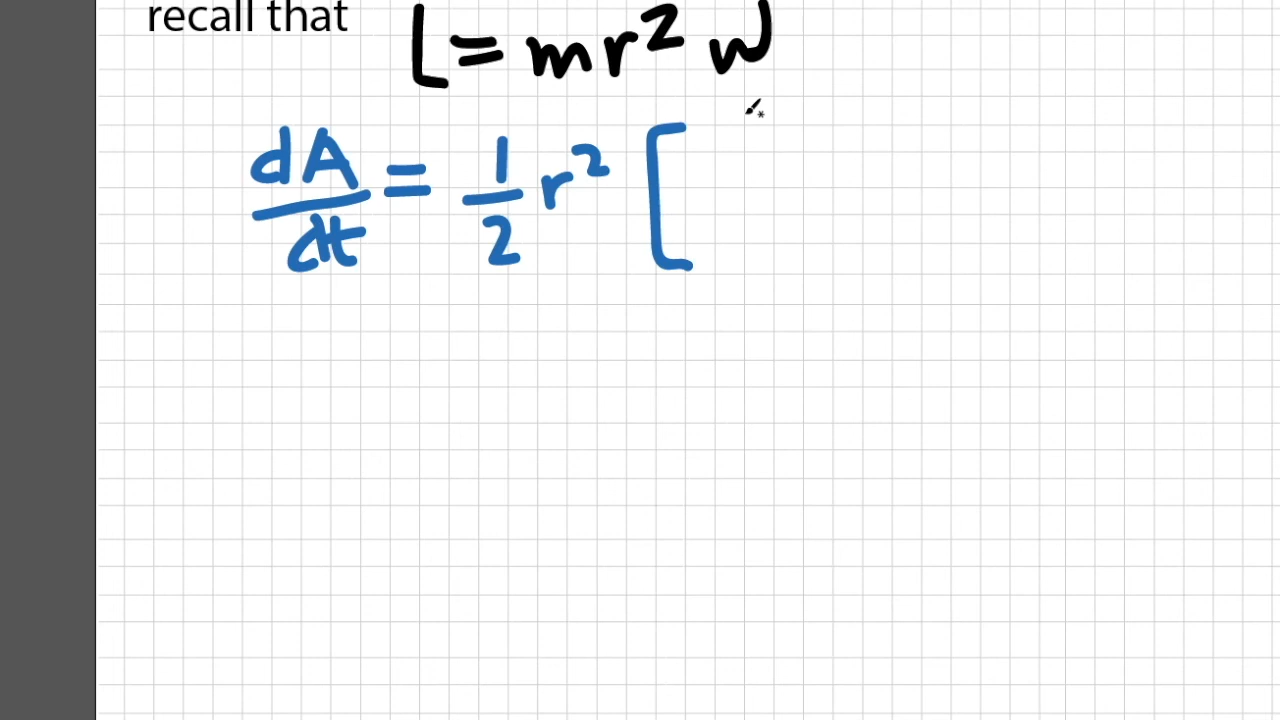 recall that L = mr² ω
dA/dt = 1/2 r² [